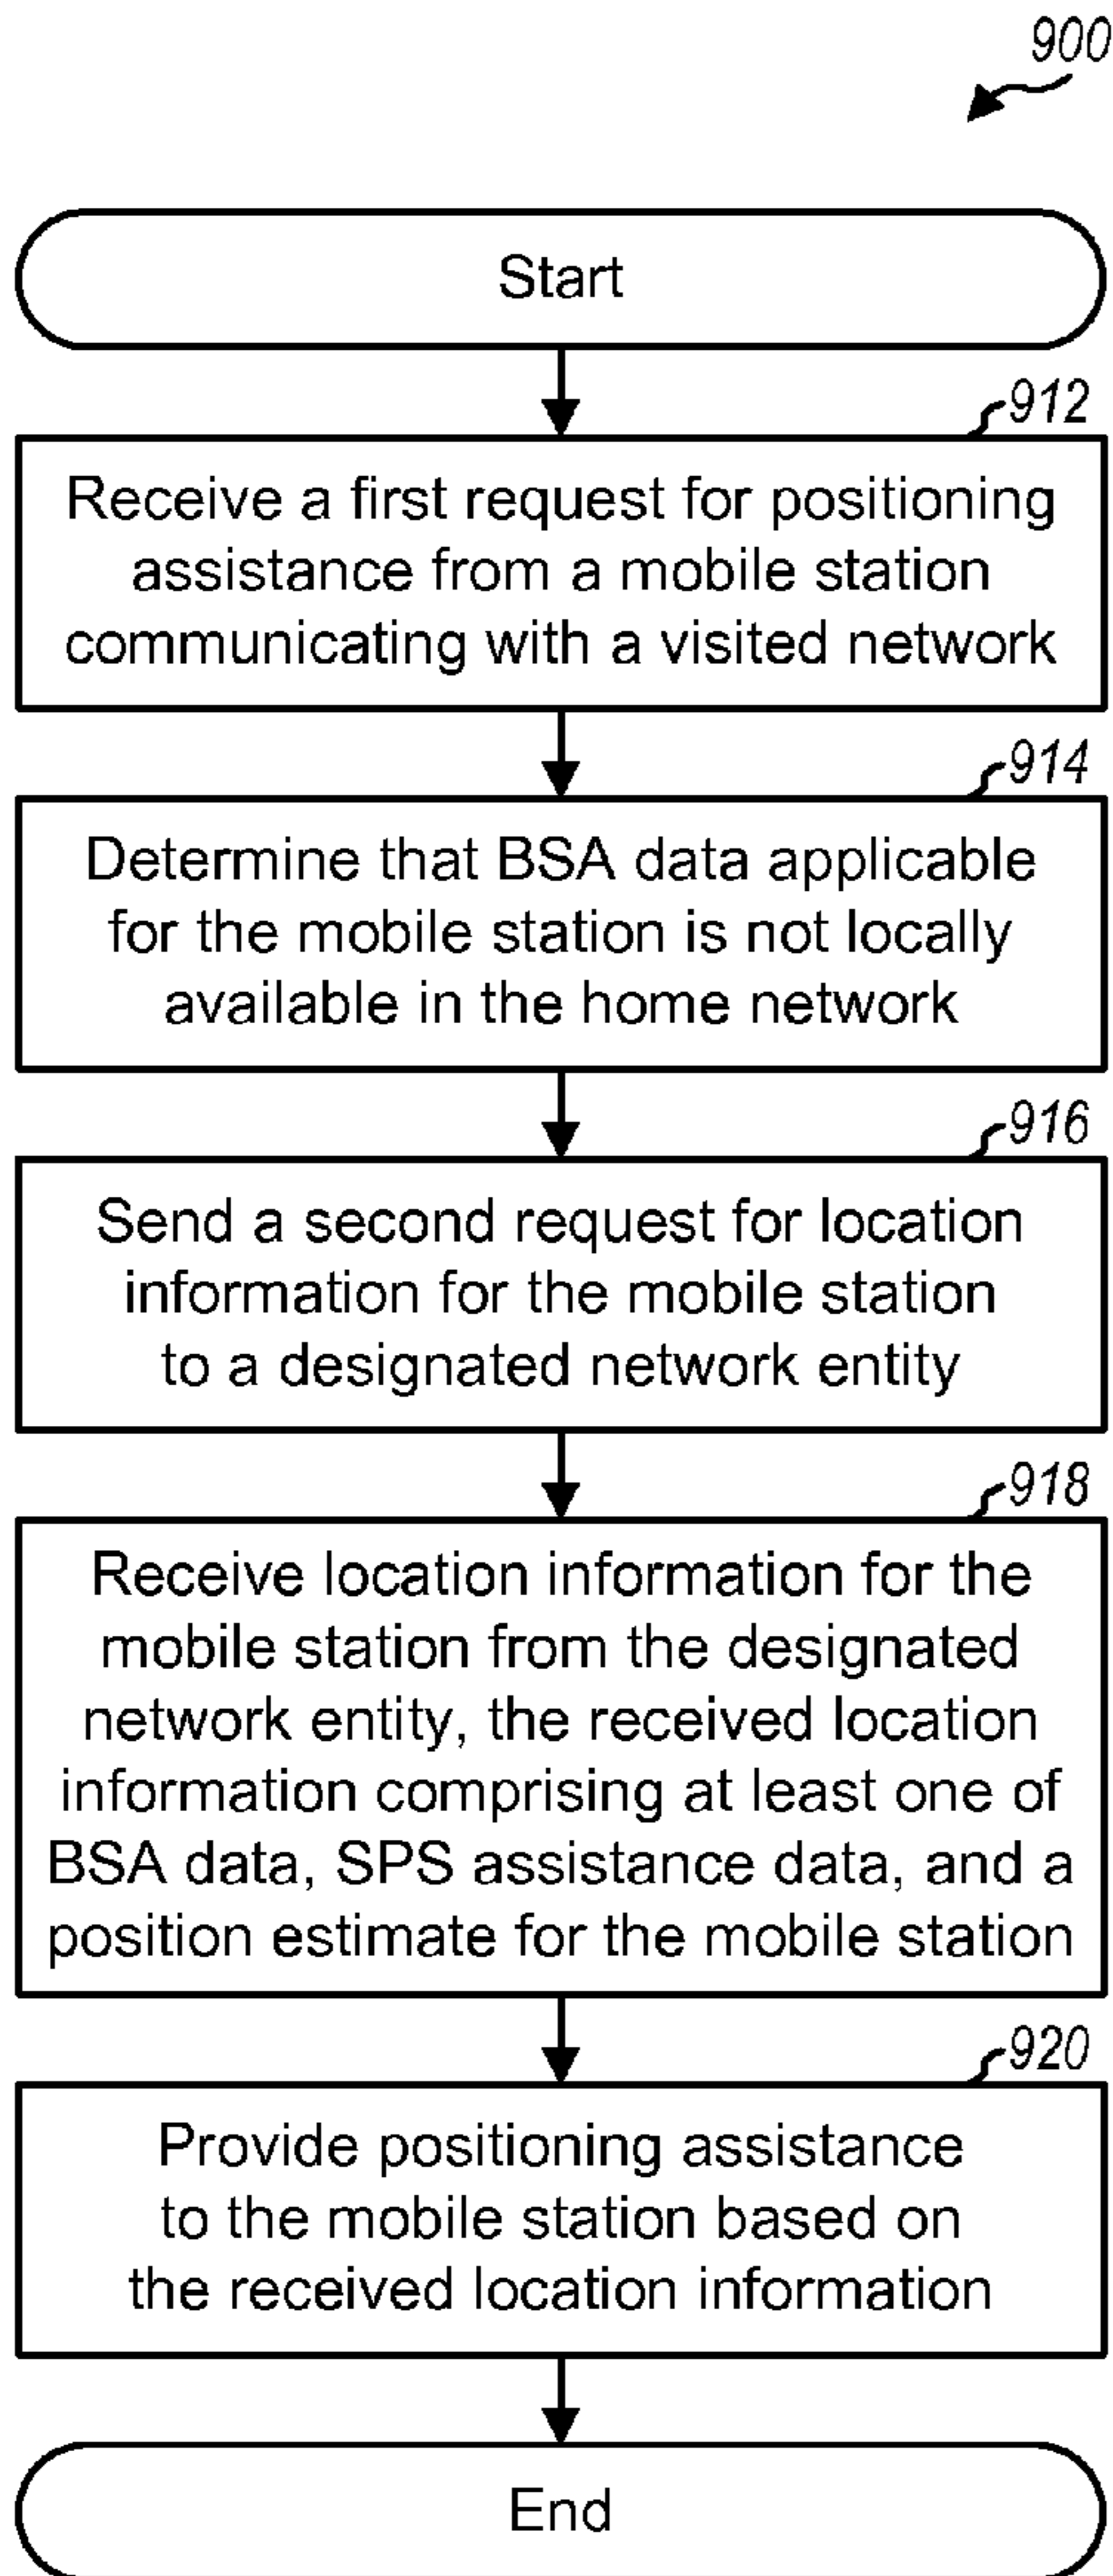 900
Start
912
Receive a first request for positioning
assistance from a mobile station
communicating with a visited network
914
Determine that BSA data applicable
for the mobile station is not locally
available in the home network
916
Send a second request for location
information for the mobile station
to a designated network entity
918
Receive location information for the
mobile station from the designated
network entity, the received location
information comprising at least one of
BSA data, SPS assistance data, and a
position estimate for the mobile station
920
Provide positioning assistance
to the mobile station based on
the received location information
End